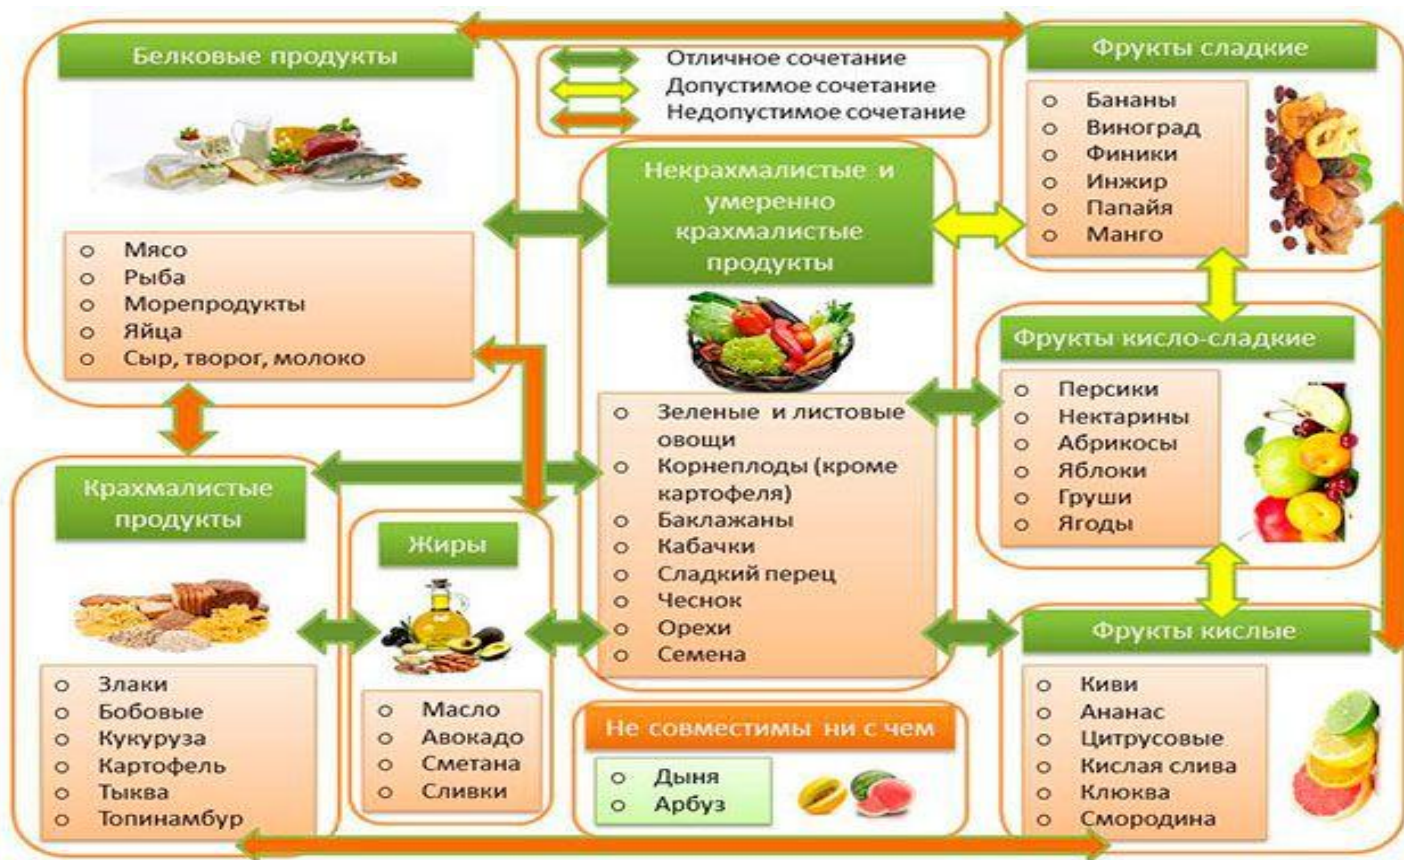 Белковые продукты
Мясо
Рыба
Морепродукты
Яйца
Сыр, творог, молоко
Отличное сочетание
Допустимое сочетание
Недопустимое сочетание
Фрукты сладкие
Бананы
Виноград
Финики
Инжир
Папайя
Манго
Некрахмалистые и
умеренно
крахмалистые
продукты
Зеленые и листовые
овощи
Корнеплоды (кроме
картофеля)
Баклажаны
Кабачки
Сладкий перец
Чеснок
Орехи
Семена
Фрукты кисло-сладкие
Персики
Нектарины
Абрикосы
Яблоки
Груши
Ягоды
Крахмалистые
продукты
Злаки
Бобовые
Кукуруза
Картофель
Тыква
Топинамбур
Жиры
Масло
Авокадо
Сметана
Сливки
Не совместимы ни с чем
Дыня
Арбуз
Фрукты кислые
Киви
Ананас
Цитрусовые
Кислая слива
Клюква
Смородина